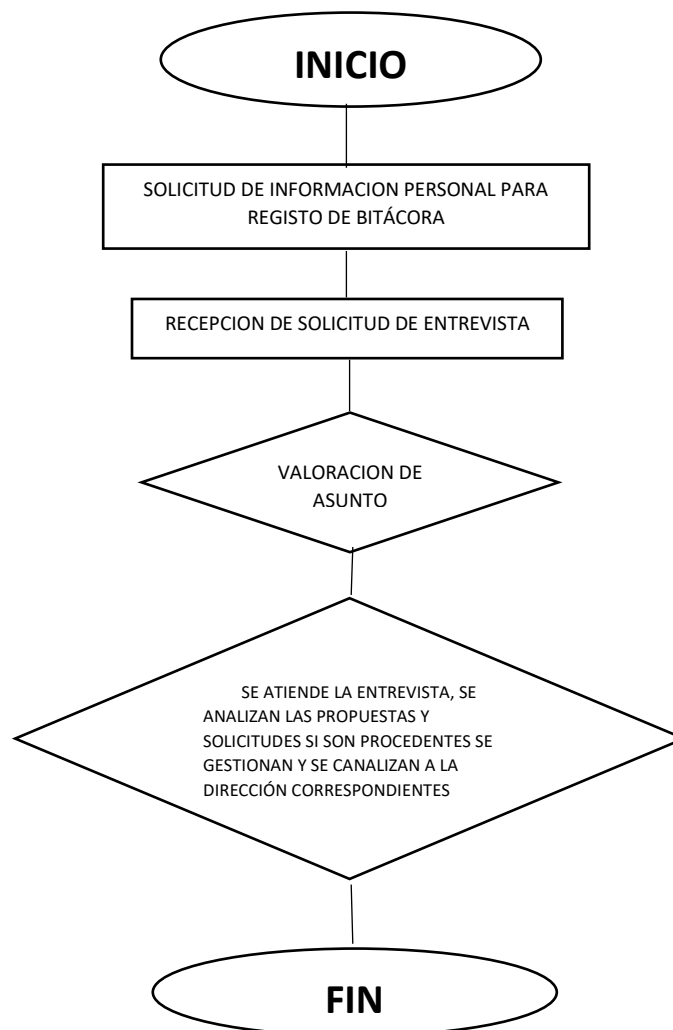 INICIO
SOLICITUD DE INFORMACION PERSONAL PARA
REGISTO DE BITÁCORA
RECEPCION DE SOLICITUD DE ENTREVISTA
VALORACION DE
ASUNTO
SE ATIENDE LA ENTREVISTA, SE
ANALIZAN LAS PROPUESTAS Y
SOLICITUDES SI SON PROCEDENTES SE
GESTIONAN Y SE CANALIZAN A LA
DIRECCIÓN CORRESPONDIENTES
FIN